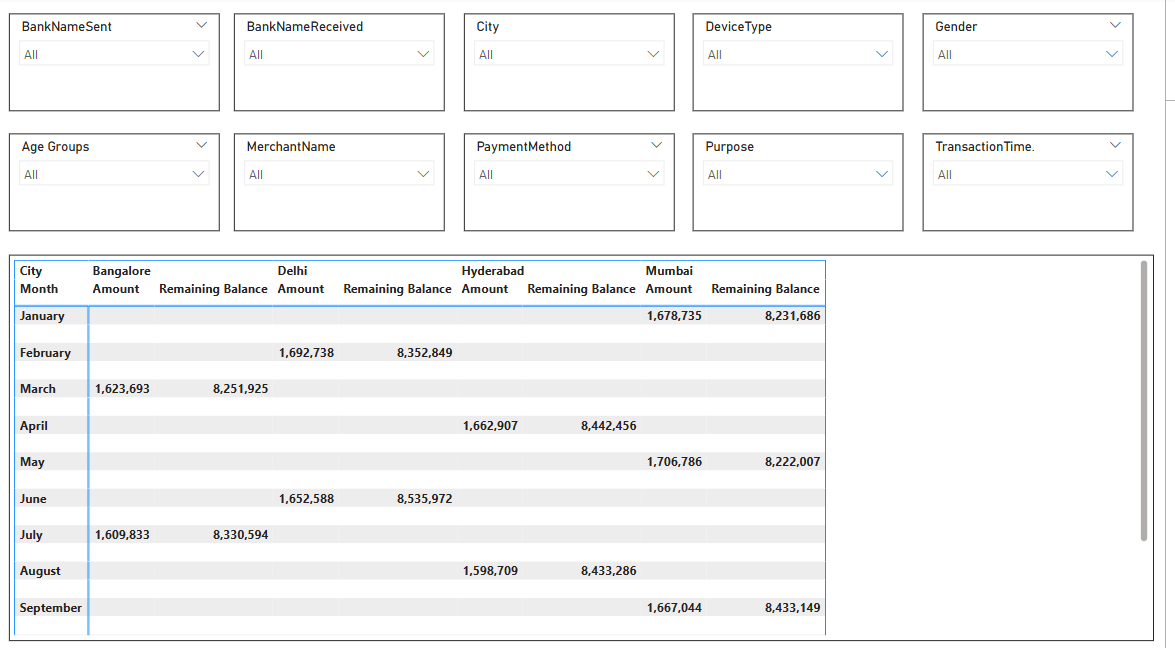 BankNameSent BankNameReceived City DeviceType Gender
All All All All All
Age Groups MerchantName PaymentMethod Purpose TransactionTime.
All All All All All
City Bangalore Delhi Hyderabad Mumbai
Month Amount Remaining Balance Amount Remaining Balance Amount Remaining Balance Amount Remaining Balance
January 1,678,735 8,231,686
February 1,692,738 8,352,849
March 1,623,693 8,251,925
April 1,662,907 8,442,456
May 1,706,786 8,222,007
June 1,652,588 8,535,972
July 1,609,833 8,330,594
August 1,598,709 8,433,286
September 1,667,044 8,433,149